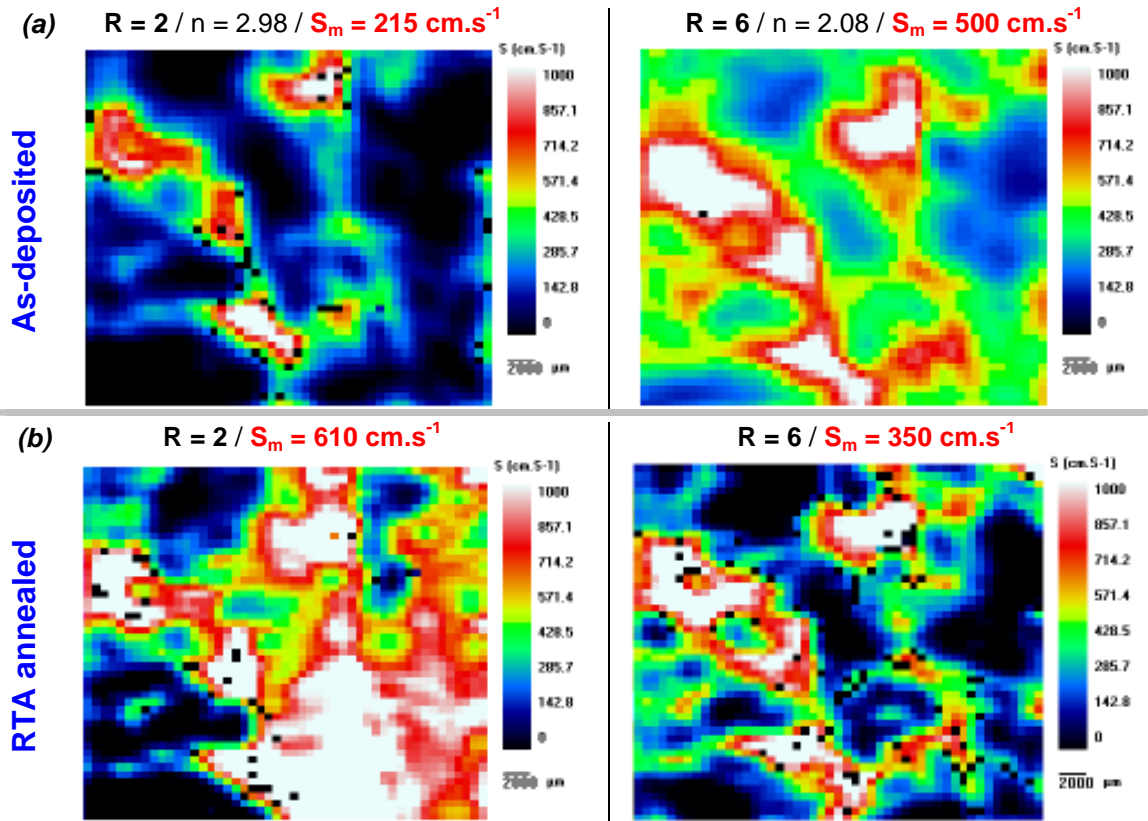 (a) R = 2 / n = 2.98 / Sm = 215 cm.s-1
R = 6 / n = 2.08 / Sm = 500 cm.s-1
As-deposited
S (cm.S-1)
1000
857.1
714.2
571.4
428.5
285.7
142.8
0
2000 µm
S (cm.S-1)
1000
857.1
714.2
571.4
428.5
285.7
142.8
0
2000 µm
(b) R = 2 / Sm = 610 cm.s-1
R = 6 / Sm = 350 cm.s-1
RTA annealed
S (cm.S-1)
1000
857.1
714.2
571.4
428.5
285.7
142.8
0
2000 µm
S (cm.S-1)
1000
857.1
714.2
571.4
428.5
285.7
142.8
0
2000 µm